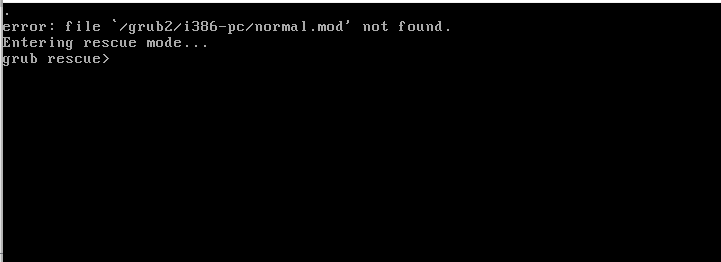 .
error: file `/grub2/i386-pc/normal.mod' not found.
Entering rescue mode...
grub rescue>